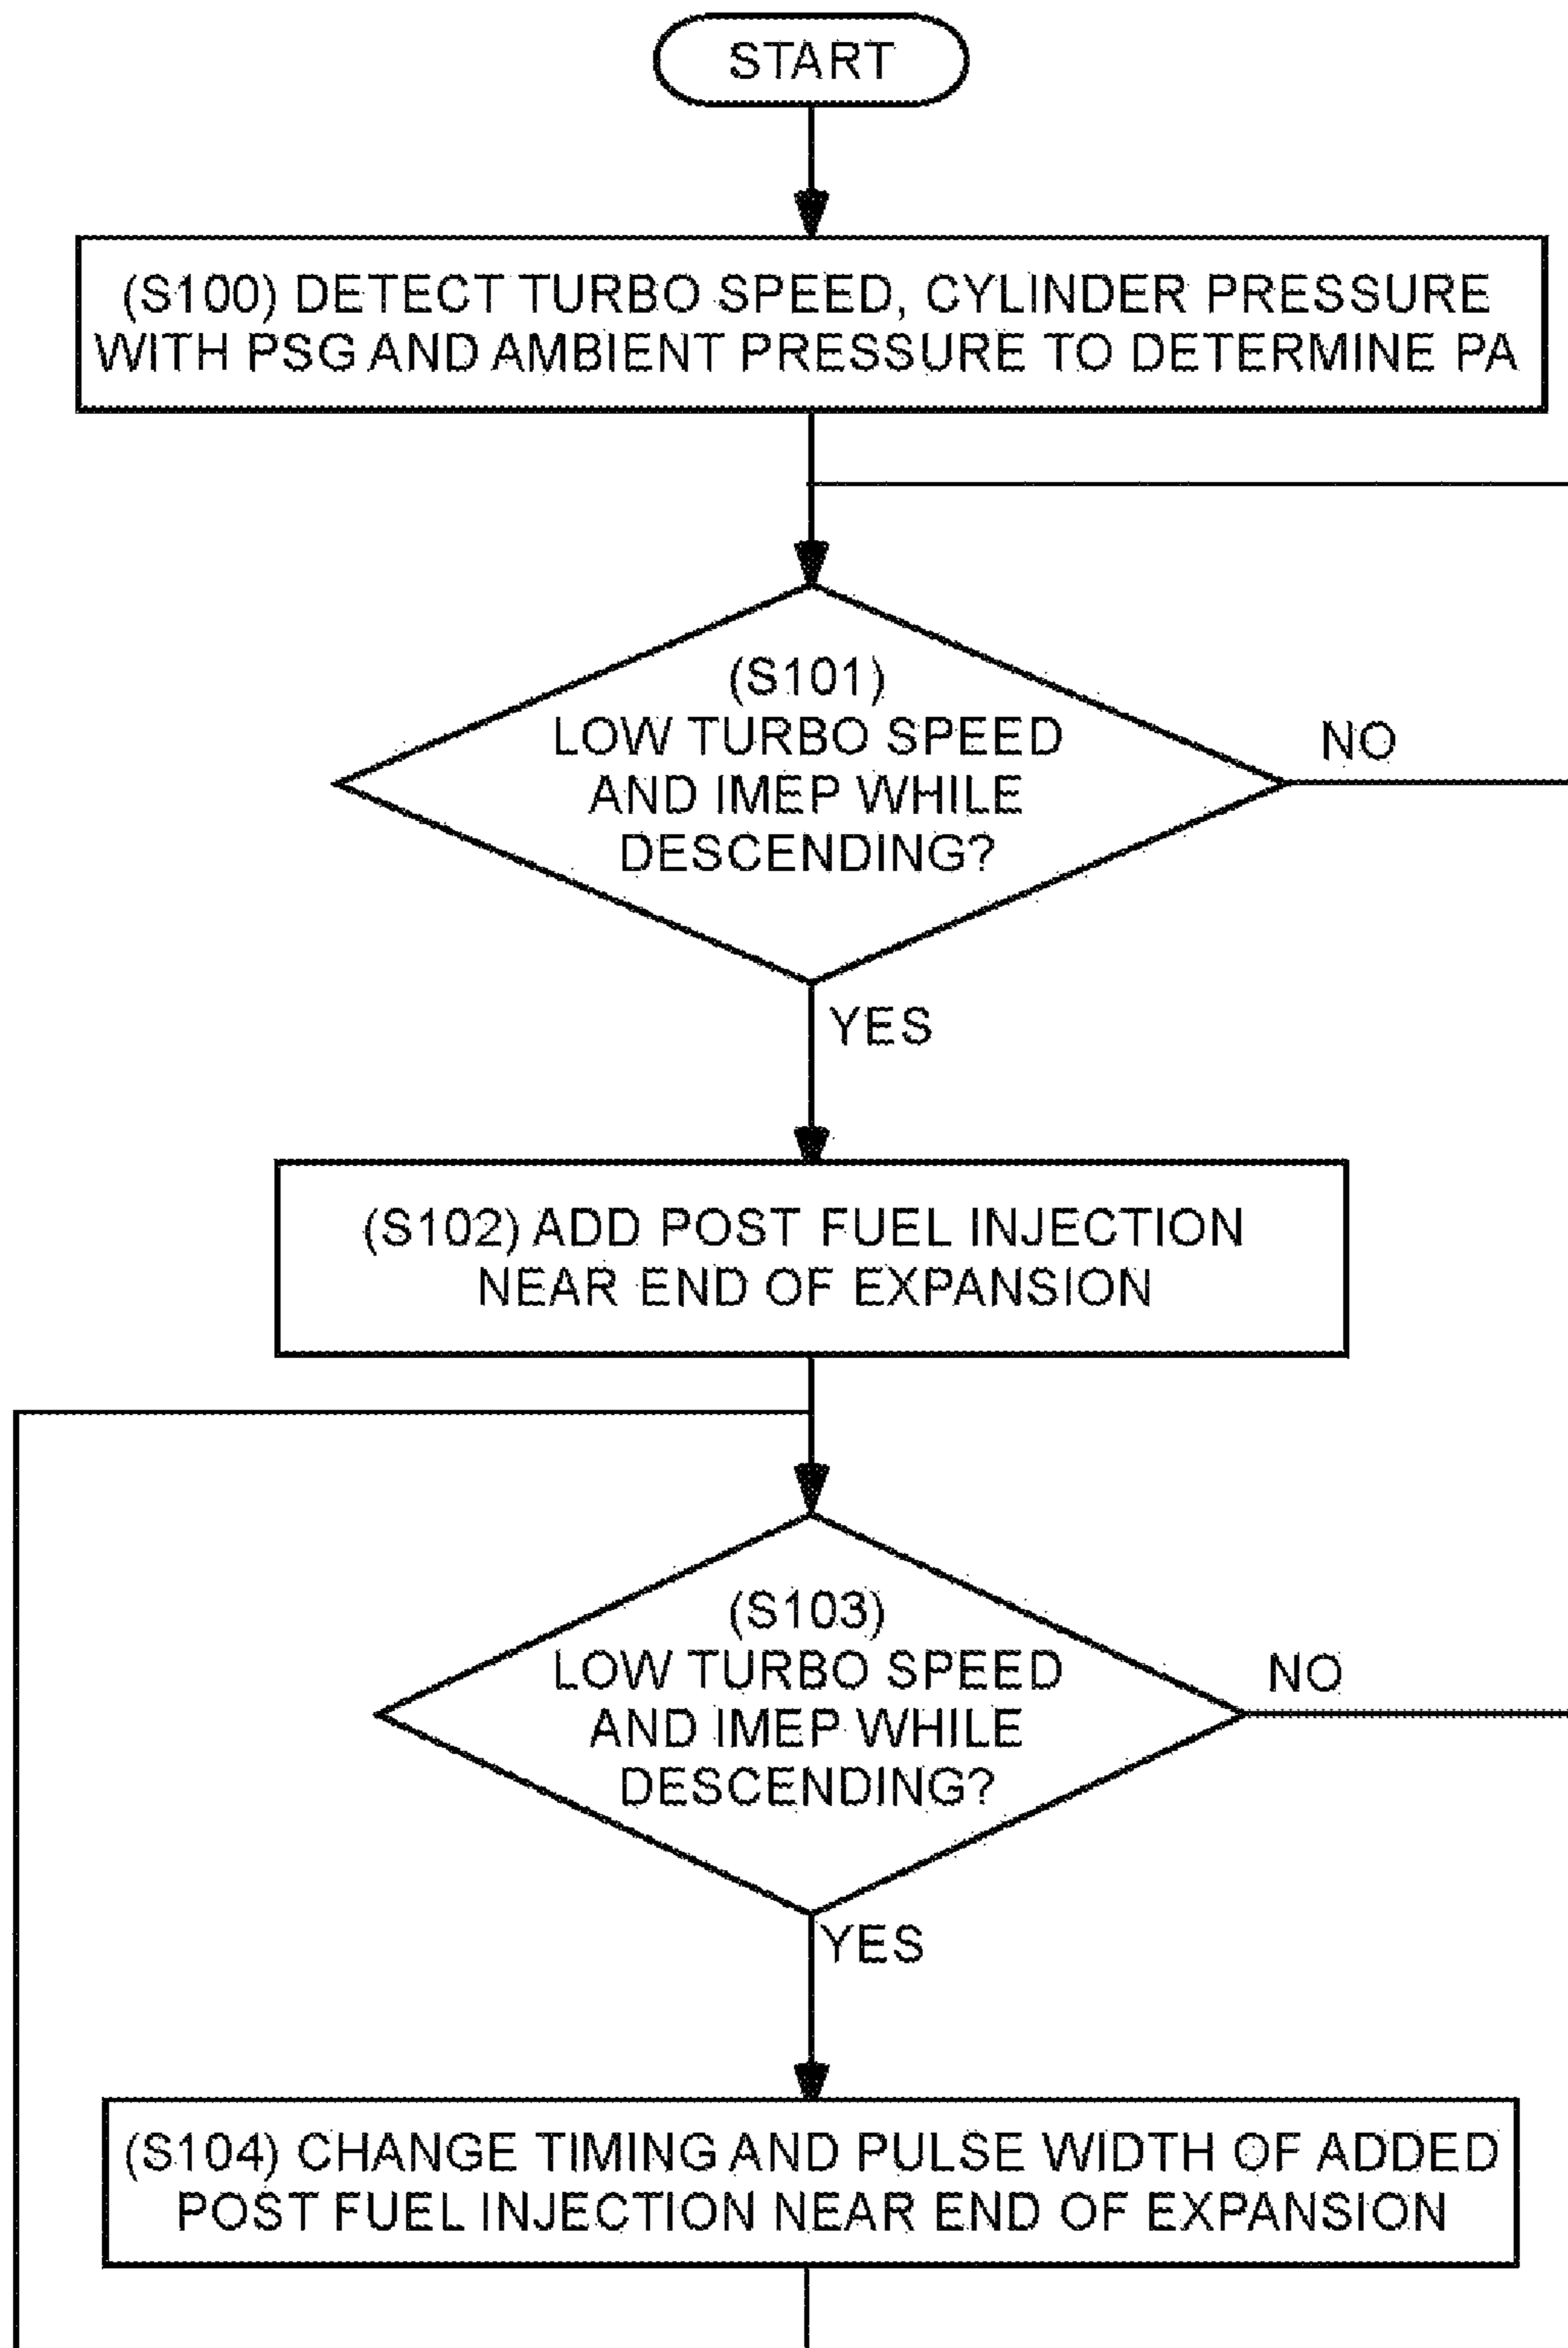 START
(S100) DETECT TURBO SPEED, CYLINDER PRESSURE
WITH PSG AND AMBIENT PRESSURE TO DETERMINE PA
(S101)
LOW TURBO SPEED
AND IMEP WHILE
DESCENDING?
NO
YES
(S102) ADD POST FUEL INJECTION
NEAR END OF EXPANSION
(S103)
LOW TURBO SPEED
AND IMEP WHILE
DESCENDING?
NO
YES
(S104) CHANGE TIMING AND PULSE WIDTH OF ADDED
POST FUEL INJECTION NEAR END OF EXPANSION